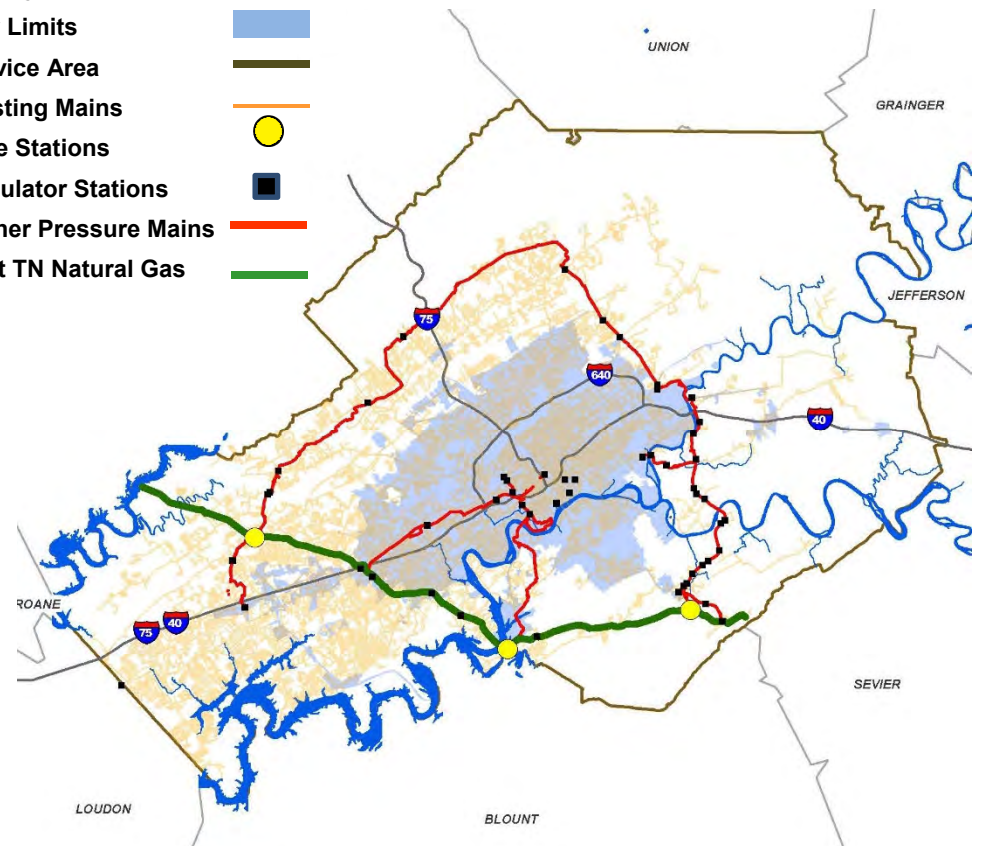 Limits
vice Area
sting Mains
e Stations
ulator Stations
her Pressure Mains
t TN Natural Gas
UNION
GRAINGER
JEFFERSON
75
640
40
ROANE
75
40
SEVIER
LOUDON
BLOUNT